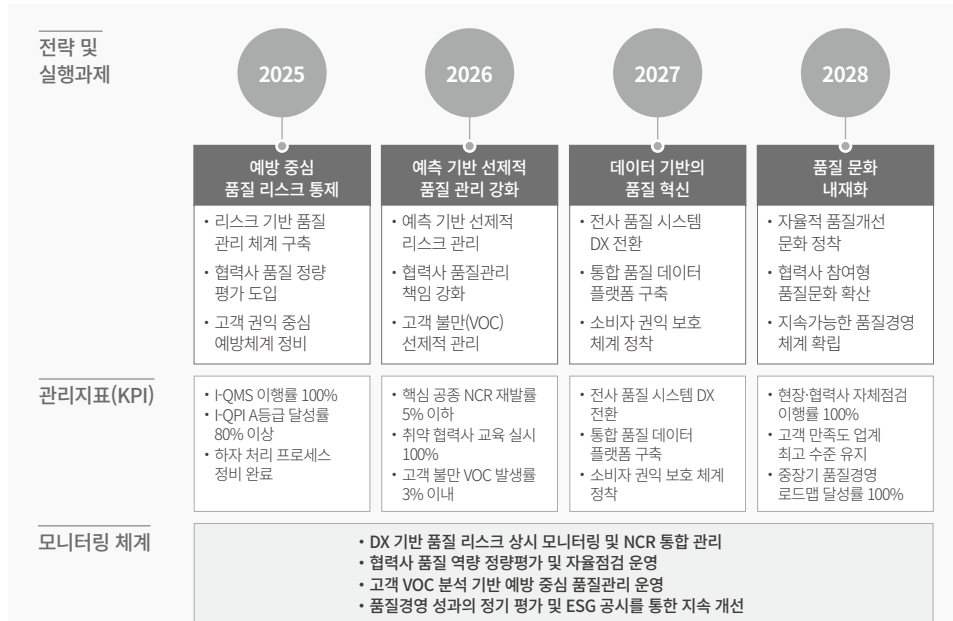 전략 및
실행과제
2025
2026
2027
2028
예방 중심
품질 리스크 통제
• 리스크 기반 품질
관리 체계 구축
• 협력사 품질 정량
평가 도입
• 고객 권익 중심
예방체계 정비
예측 기반 선제적
품질 관리 강화
• 예측 기반 선제적
리스크 관리
• 협력사 품질관리
책임 강화
• 고객 불만(VOC)
선제적 관리
데이터 기반의
품질 혁신
• 전사 품질 시스템
DX 전환
• 통합 품질 데이터
플랫폼 구축
• 소비자 권익 보호
체계 정착
품질 문화
내재화
• 자율적 품질개선
문화 정착
• 협력사 참여형
품질문화 확산
• 지속가능한 품질경영
체계 확립
관리지표(KPI)
• I-QMS 이행률 100%
• I-QPI A등급 달성률
80% 이상
• 하자 처리 프로세스
정비 완료
• 핵심 공종 NCR 재발률
5% 이하
• 취약 협력사 교육 실시
100%
• 고객 불만 VOC 발생률
3% 이내
• 전사 품질 시스템 DX
전환
• 통합 품질 데이터
플랫폼 구축
• 소비자 권익 보호 체계
정착
• 현장·협력사 자체점검
이행률 100%
• 고객 만족도 업계
최고 수준 유지
• 중장기 품질경영
로드맵 달성률 100%
모니터링 체계
• DX 기반 품질 리스크 상시 모니터링 및 NCR 통합 관리
• 협력사 품질 역량 정량평가 및 자율점검 운영
• 고객 VOC 분석 기반 예방 중심 품질관리 운영
• 품질경영 성과의 정기 평가 및 ESG 공시를 통한 지속 개선